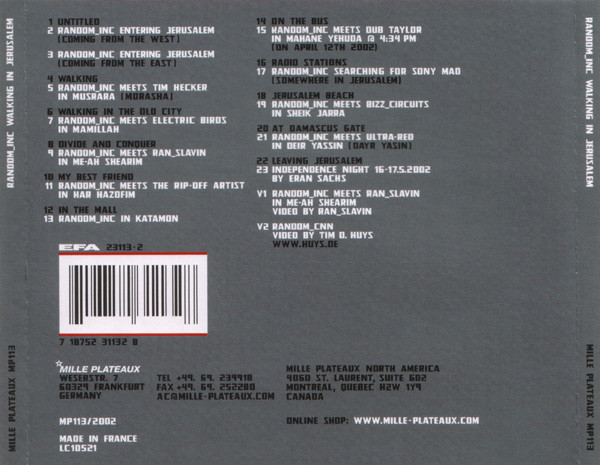 RANDOM_INC WALKING IN JERUSALEM
1 UNTITLED
2 RANDOM_INC ENTERING JERUSALEM
(COMING FROM THE WEST)
3 RANDOM_INC ENTERING JERUSALEM
(COMING FROM THE EAST)
4 WALKING
5 RANDOM_INC MEETS TIM HECKER
IN MUSRARA (MORASHA)
6 WALKING IN THE OLD CITY
7 RANDOM_INC MEETS ELECTRIC BIRDS
IN MAMILLAH
8 DIVIDE AND CONQUER
9 RANDOM_INC MEETS RAN_SLAVIN
IN ME-AH SHEARIM
10 MY BEST FRIEND
11 RANDOM_INC MEETS THE RIP-OFF ARTIST
IN HAR HAZOFIM
12 IN THE MALL
13 RANDOM_INC IN KATAMON
14 ON THE BUS
15 RANDOM_INC MEETS DUB TAYLOR
IN MAHANE YEHUDA @ 4:34 PM
(ON APRIL 12TH 2002)
16 RADIO STATIONS
17 RANDOM_INC SEARCHING FOR SONY MAO
(SOMEWHERE IN JERUSALEM)
18 JERUSALEM BEACH
19 RANDOM_INC MEETS BIZZ_CIRCUITS
IN SHEIK JARRA
20 AT DAMASCUS GATE
21 RANDOM_INC MEETS ULTRA-RED
IN DEIR YASSIN (DAYR YASIN)
22 LEAVING JERUSALEM
23 INDEPENDENCE NIGHT 16-17.5.2002
BY ERAN SACHS
V1 RANDOM_INC MEETS RAN_SLAVIN
IN ME-AH SHEARIM
VIDEO BY RAN_SLAVIN
V2 RANDOM_CNN
VIDEO BY TIM D. HUYS
WWW.HUYS.DE
EFA 23113-2
7 18752 31132 8
MILLE PLATEAUX
WESERSTR. 7
60329 FRANKFURT
GERMANY
TEL +49. 69. 239918
FAX +49. 69. 252280
AC@MILLE-PLATEAUX.COM
MILLE PLATEAUX NORTH AMERICA
4060 ST. LAURENT, SUITE 602
MONTREAL, QUEBEC H2W 1Y9
CANADA
MP113/2002
ONLINE SHOP: WWW.MILLE-PLATEAUX.COM
MADE IN FRANCE
LC10521
MILLE PLATEAUX MP113
RANDOM_INC WALKING IN JERUSALEM
MILLE PLATEAUX MP113